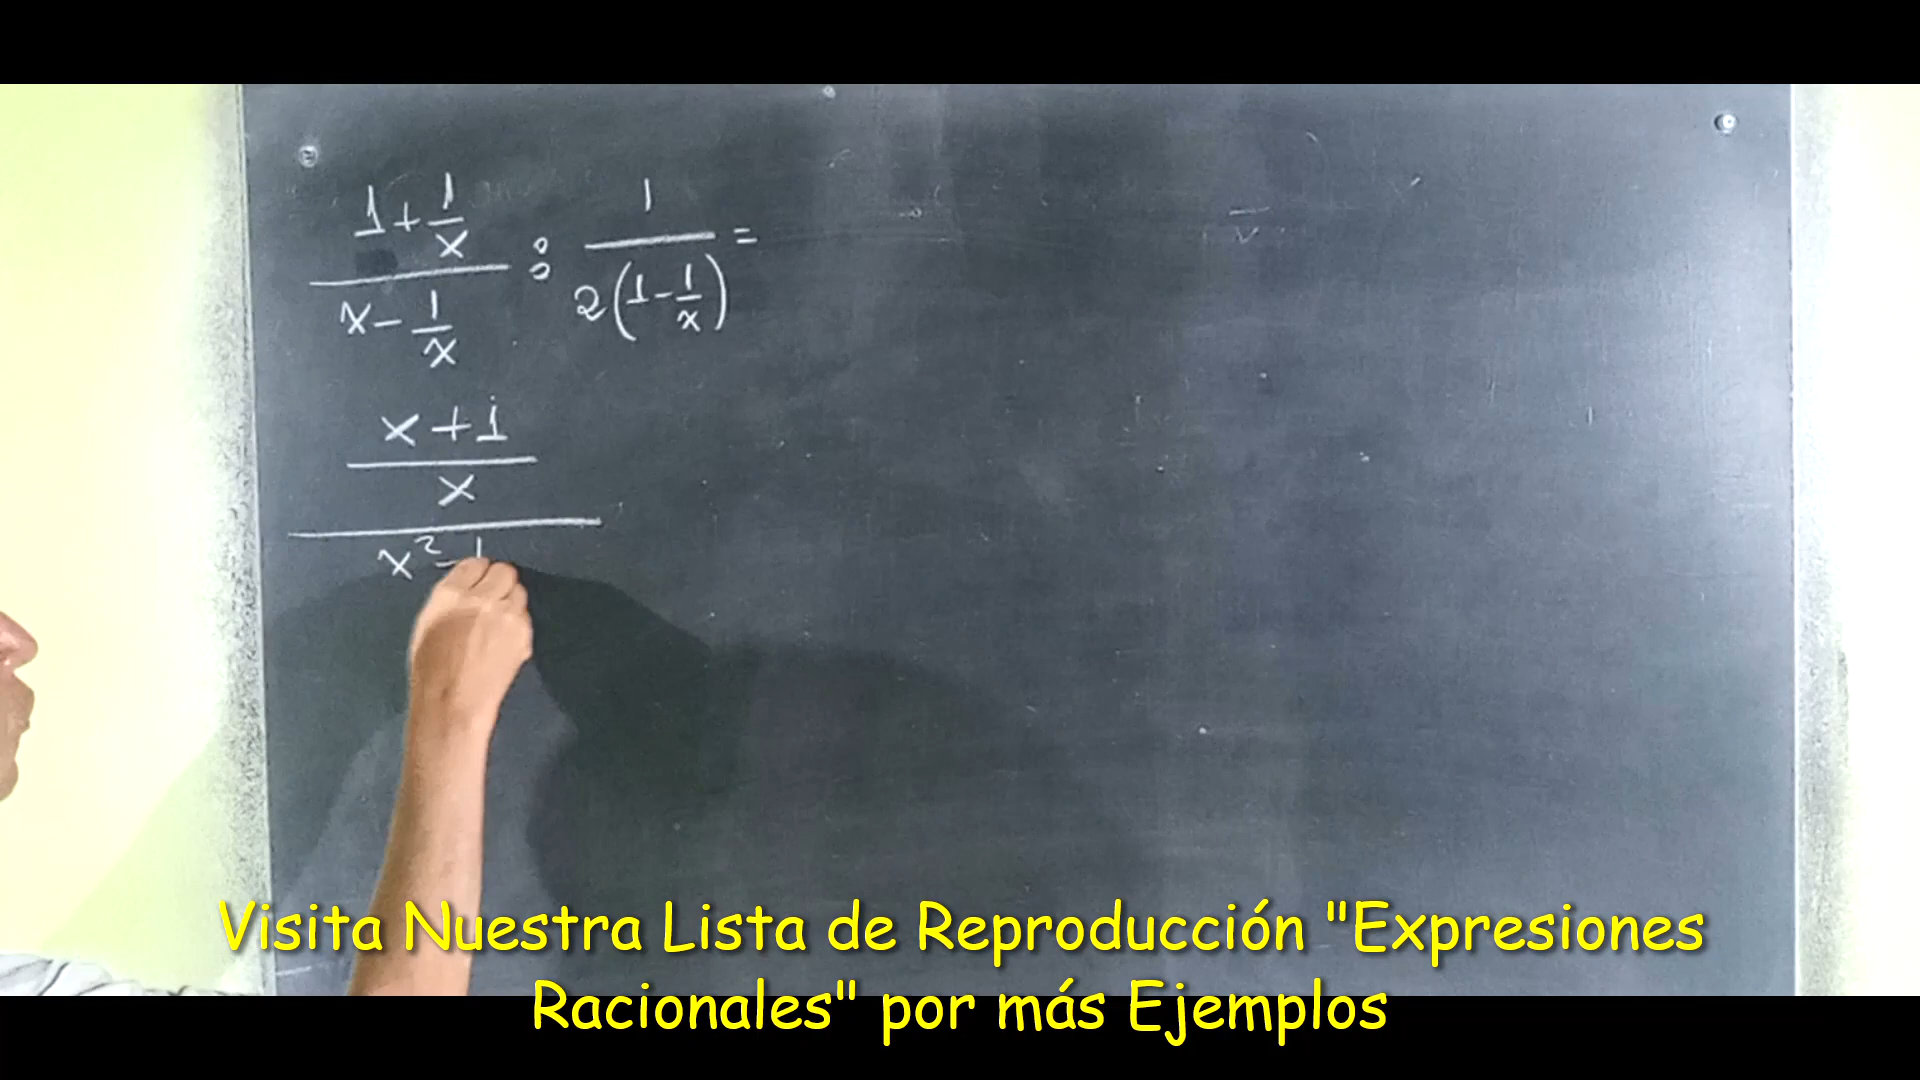 1+1/x : 1 =
x-1/x 2(1-1/x)
x+1
x
x²-1
Visita Nuestra Lista de Reproducción "Expresiones
Racionales" por más Ejemplos